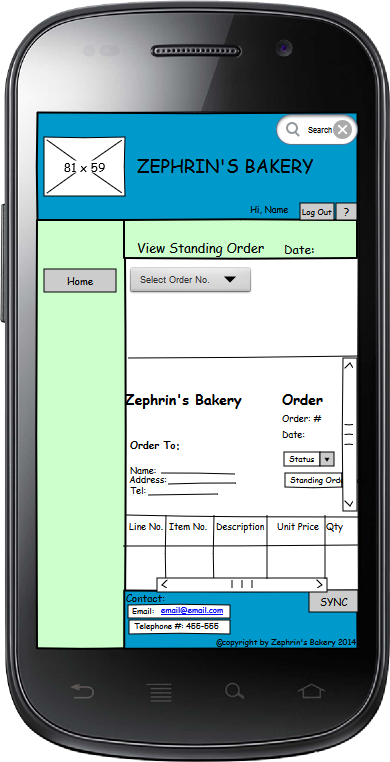 Search
81 x 59
ZEPHRIN'S BAKERY
Hi, Name
Log Out
?
View Standing Order
Date:
Home
Select Order No.
Zephrin's Bakery
Order
Order: #
Date:
Order To:
Status
Name:
Address:
Tel:
Standing Ord
Line No.
Item No.
Description
Unit Price
Qty
Contact:
Email: email@email.com
SYNC
Telephone #: 455-555
©copyright by Zephrin's Bakery 2014